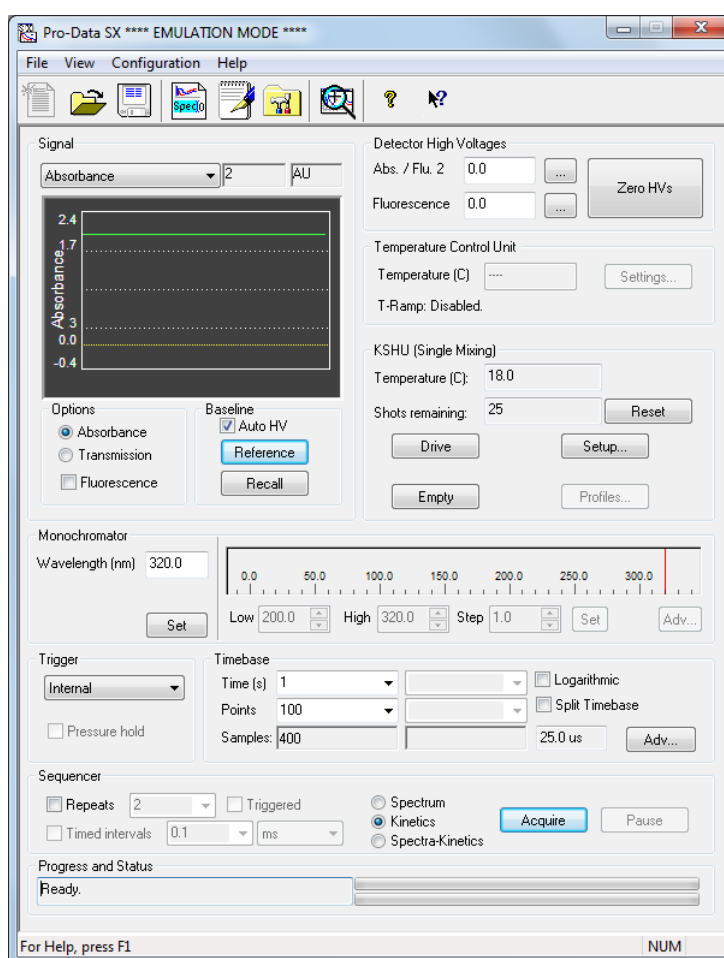 Pro-Data SX **** EMULATION MODE ****
File View Configuration Help
Spec
Signal
Absorbance 2 AU
2.4
1.7
Absorbance
3
0.0
-0.4
Options
Absorbance
Transmission
Fluorescence
Baseline
Auto HV
Reference
Recall
Detector High Voltages
Abs. / Flu. 2 0.0 ...
Fluorescence 0.0 ...
Zero HVs
Temperature Control Unit
Temperature (C) ---- Settings...
T-Ramp: Disabled.
KSHU (Single Mixing)
Temperature (C): 18.0
Shots remaining: 25 Reset
Drive Setup...
Empty Profiles...
Monochromator
Wavelength (nm) 320.0
Set
0.0 50.0 100.0 150.0 200.0 250.0 300.0
Low 200.0 High 320.0 Step 1.0 Set Adv...
Trigger
Internal
Pressure hold
Timebase
Time (s) 1 Logarithmic
Points 100 Split Timebase
Samples: 400 25.0 us Adv...
Sequencer
Repeats 2 Triggered
Timed intervals 0.1 ms
Spectrum
Kinetics
Spectra-Kinetics
Acquire Pause
Progress and Status
Ready.
For Help, press F1 NUM